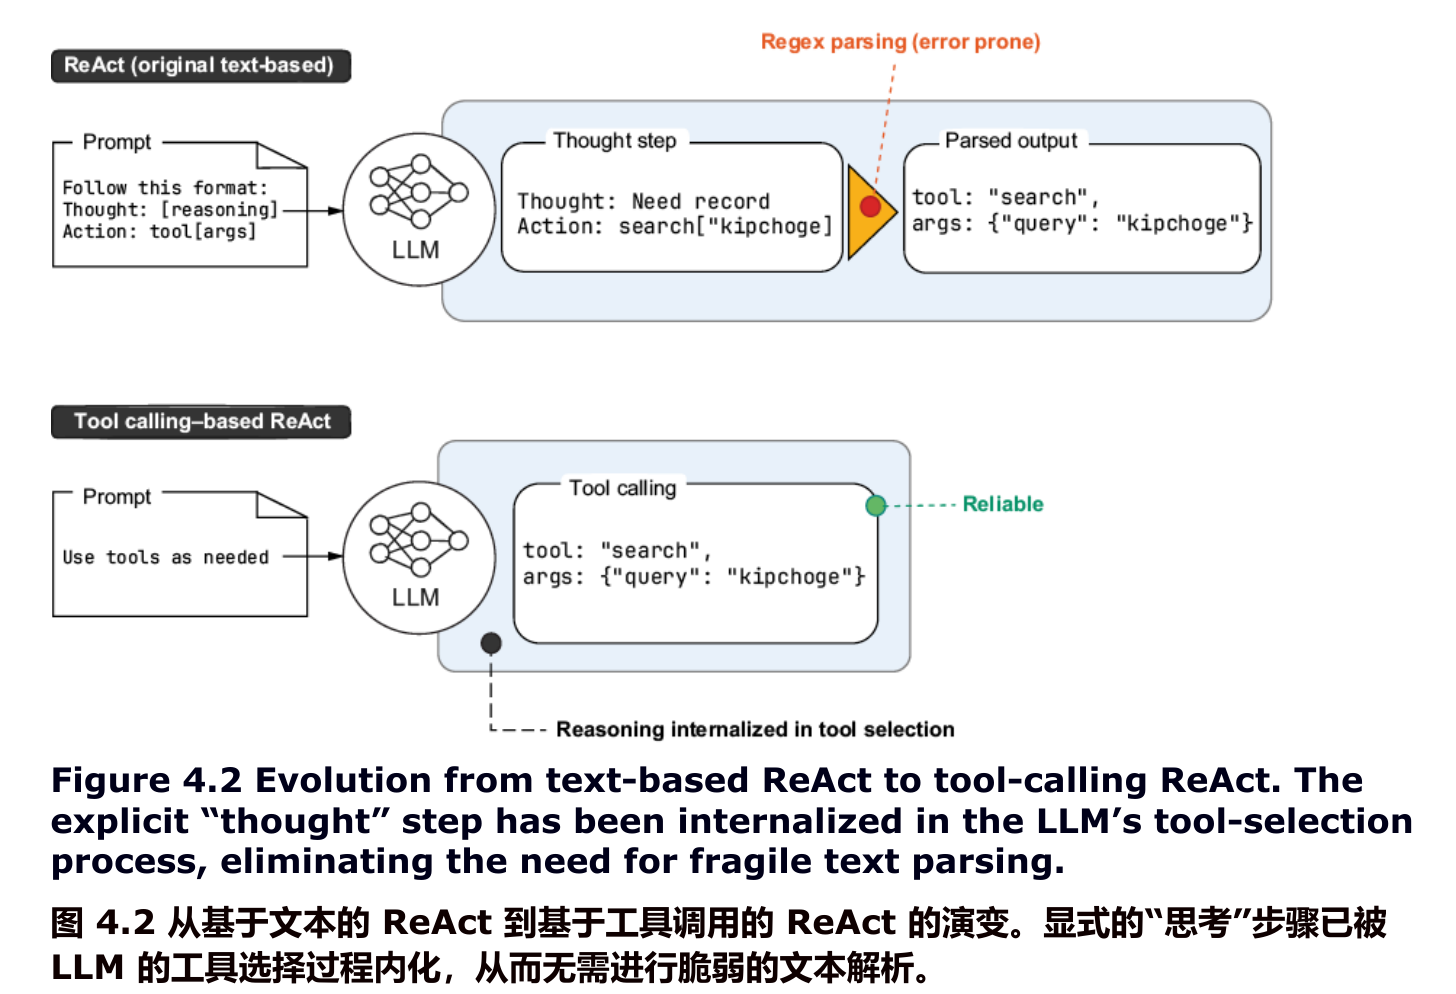 Regex parsing (error prone)
ReAct (original text-based)
Prompt
Follow this format:
Thought: [reasoning]
Action: tool[args]
LLM
Thought step
Thought: Need record
Action: search["kipchoge]
Parsed output
tool: "search",
args: {"query": "kipchoge"}
Tool calling–based ReAct
Prompt
Use tools as needed
LLM
Tool calling
tool: "search",
args: {"query": "kipchoge"}
Reliable
Reasoning internalized in tool selection
Figure 4.2 Evolution from text-based ReAct to tool-calling ReAct. The
explicit “thought” step has been internalized in the LLM’s tool-selection
process, eliminating the need for fragile text parsing.
图 4.2 从基于文本的 ReAct 到基于工具调用的 ReAct 的演变。显式的“思考”步骤已被
LLM 的工具选择过程内化，从而无需进行脆弱的文本解析。